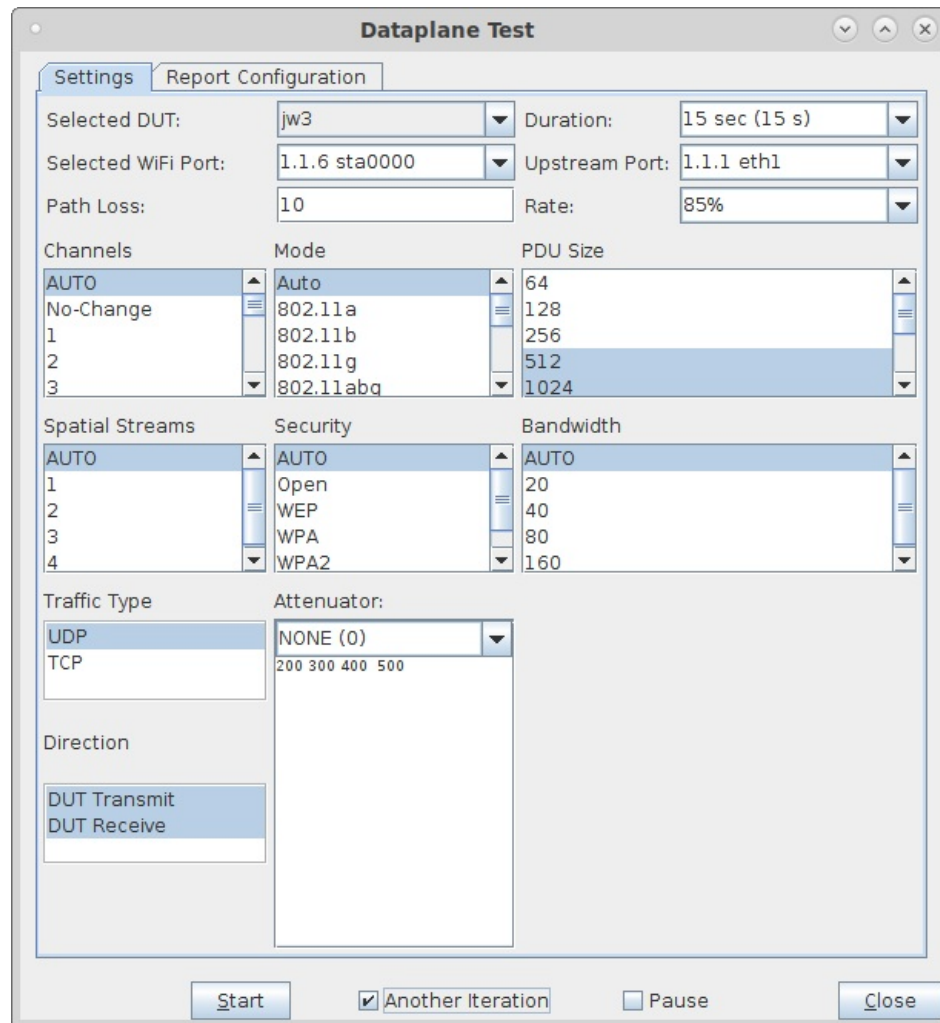 Dataplane Test
Settings
Report Configuration
Selected DUT:
jw3
Duration:
15 sec (15 s)
Selected WiFi Port:
1.1.6 sta0000
Upstream Port:
1.1.1 eth1
Path Loss:
10
Rate:
85%
Channels
AUTO
No-Change
1
2
3
Mode
Auto
802.11a
802.11b
802.11g
802.11abg
PDU Size
64
128
256
512
1024
Spatial Streams
AUTO
1
2
3
4
Security
AUTO
Open
WEP
WPA
WPA2
Bandwidth
AUTO
20
40
80
160
Traffic Type
UDP
TCP
Attenuator:
NONE (0)
200 300 400 500
Direction
DUT Transmit
DUT Receive
Start
Another Iteration
Pause
Close